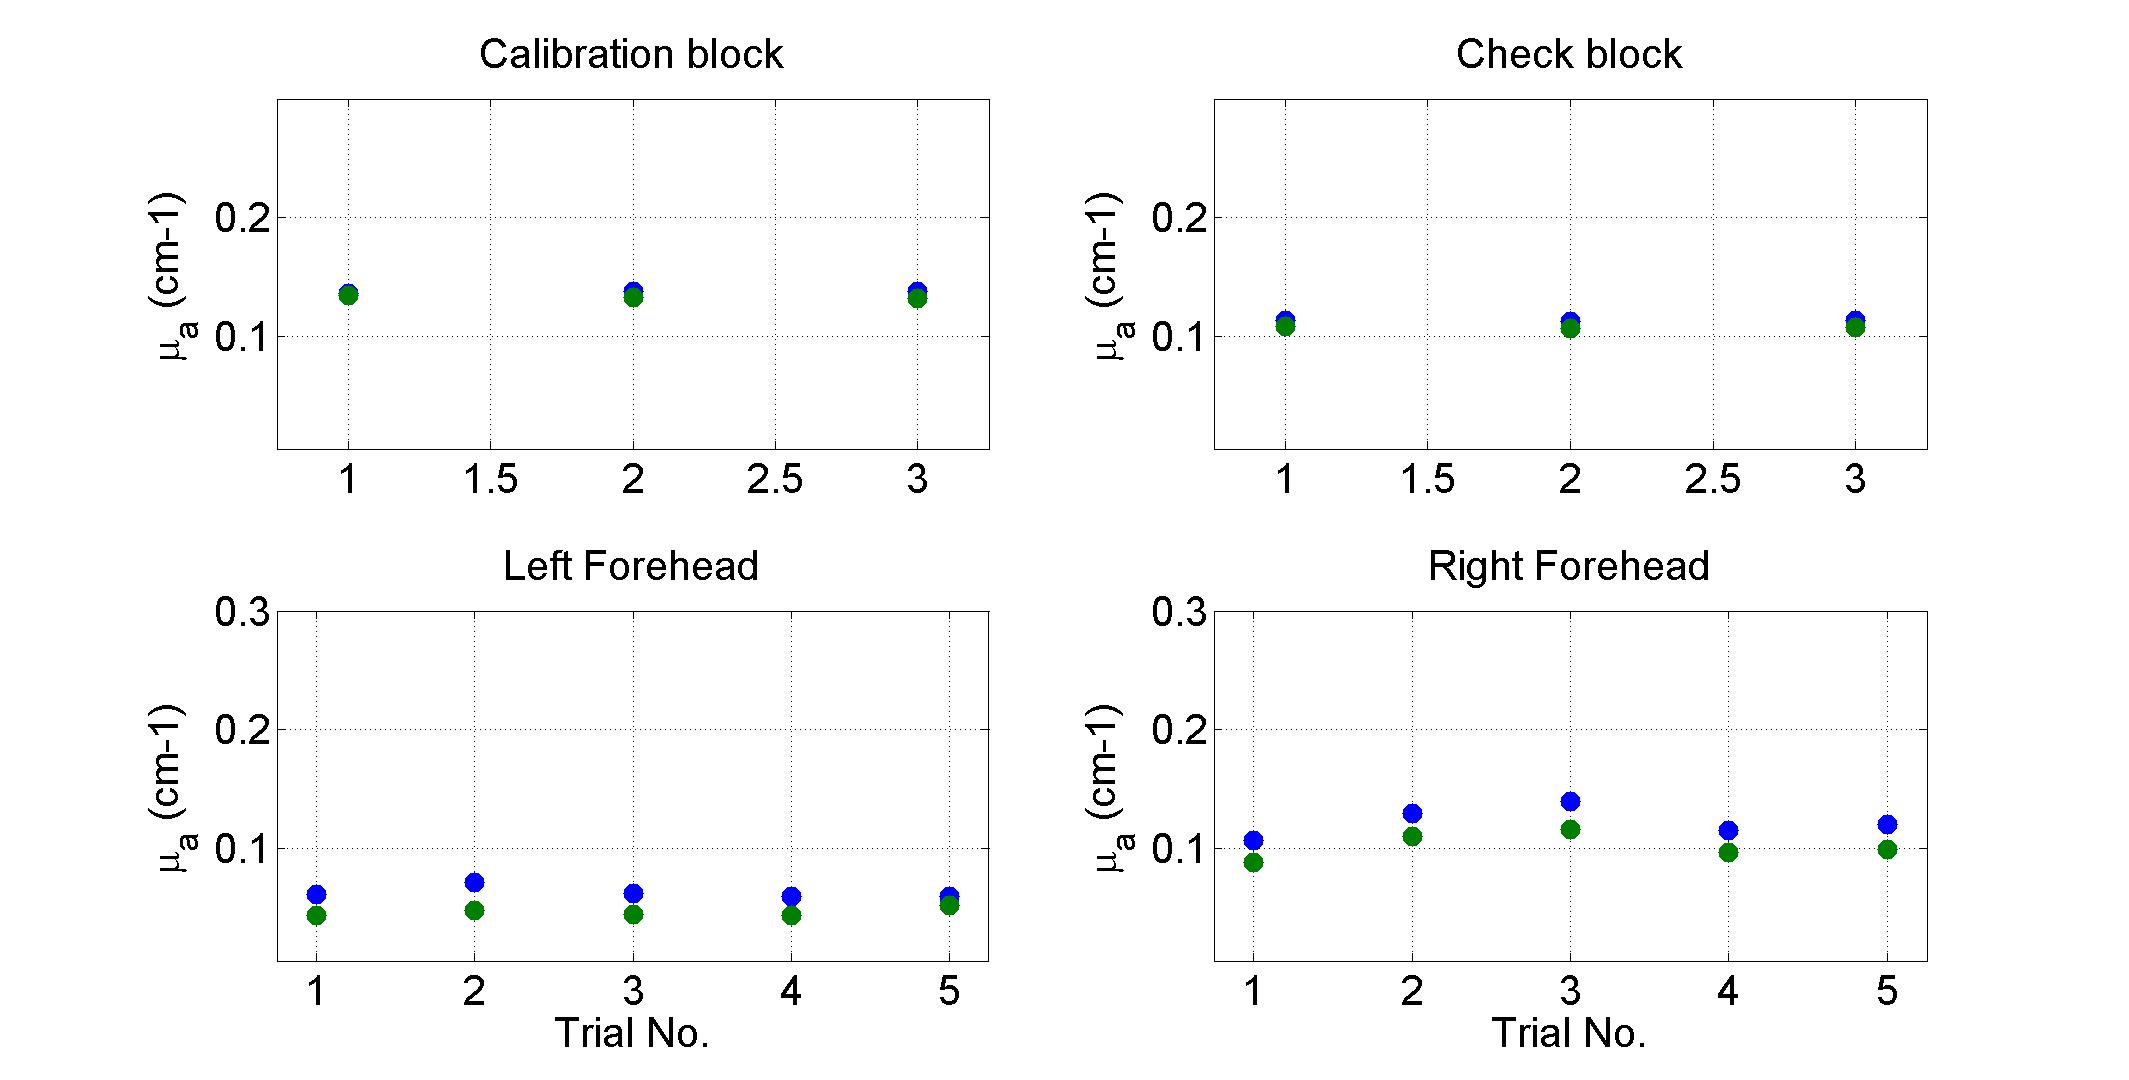 Calibration block
Check block
μa (cm-1)
0.2
0.1
1 1.5 2 2.5 3
μa (cm-1)
0.2
0.1
1 1.5 2 2.5 3
Left Forehead
Right Forehead
μa (cm-1)
0.3
0.2
0.1
1 2 3 4 5
Trial No.
μa (cm-1)
0.3
0.2
0.1
1 2 3 4 5
Trial No.